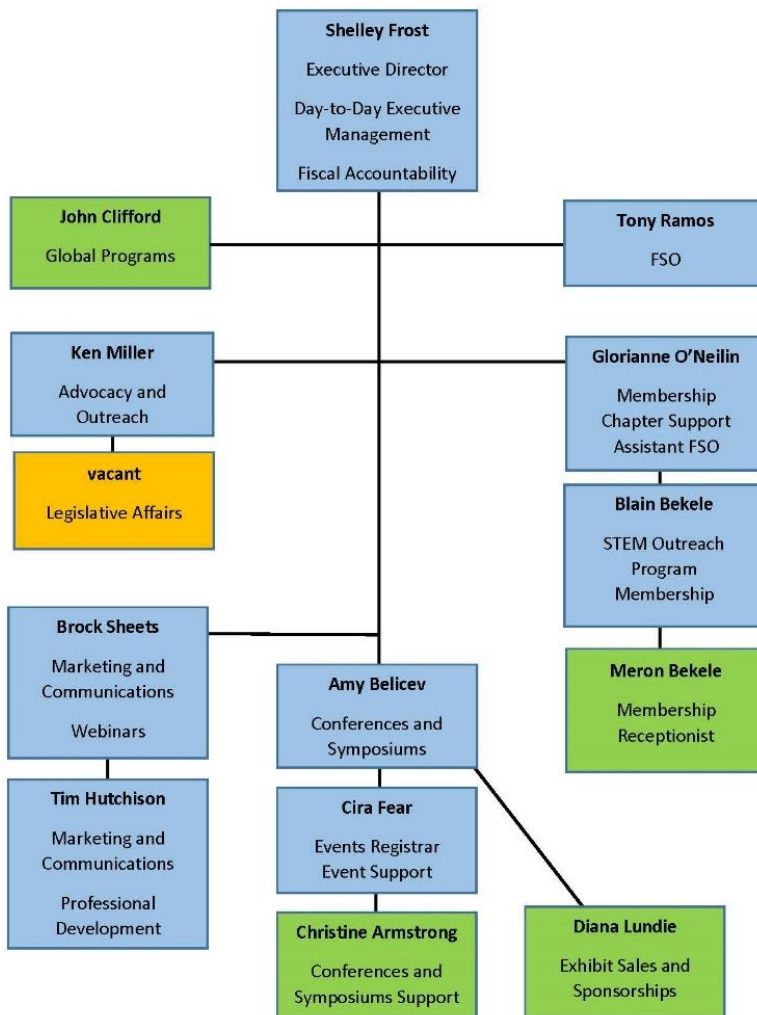 Shelley Frost
Executive Director
Day-to-Day Executive
Management
Fiscal Accountability
John Clifford
Global Programs
Tony Ramos
FSO
Ken Miller
Advocacy and
Outreach
vacant
Legislative Affairs
Glorianne O’Neilin
Membership
Chapter Support
Assistant FSO
Blain Bekele
STEM Outreach
Program
Membership
Meron Bekele
Membership
Receptionist
Brock Sheets
Marketing and
Communications
Webinars
Tim Hutchison
Marketing and
Communications
Professional
Development
Amy Belicev
Conferences and
Symposiums
Cira Fear
Events Registrar
Event Support
Christine Armstrong
Conferences and
Symposiums Support
Diana Lundie
Exhibit Sales and
Sponsorships